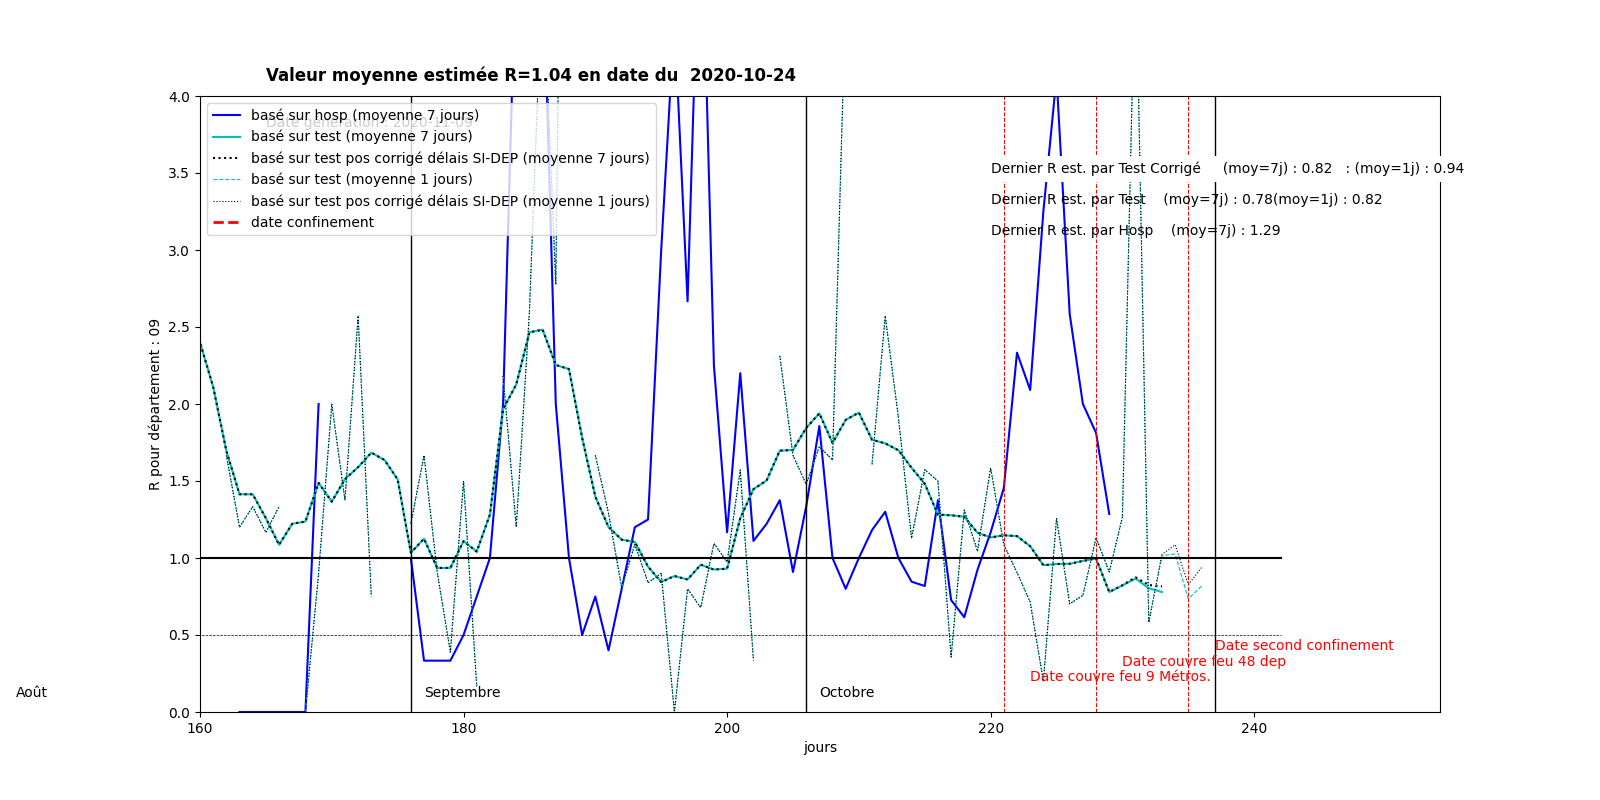 Valeur moyenne estimée R=1.04 en date du  2020-10-24
Date génération : 2020-11-09
basé sur hosp (moyenne 7 jours)
basé sur test (moyenne 7 jours)
basé sur test pos corrigé délais SI-DEP (moyenne 7 jours)
basé sur test (moyenne 1 jours)
basé sur test pos corrigé délais SI-DEP (moyenne 1 jours)
date confinement
Dernier R est. par Test Corrigé     (moy=7j) : 0.82   : (moy=1j) : 0.94
Dernier R est. par Test    (moy=7j) : 0.78(moy=1j) : 0.82
Dernier R est. par Hosp    (moy=7j) : 1.29
4.0
3.5
3.0
2.5
2.0
1.5
1.0
0.5
0.0
R pour département : 09
Date second confinement
Date couvre feu 48 dep
Date couvre feu 9 Métros.
Août
Septembre
Octobre
160 180 200 220 240
jours